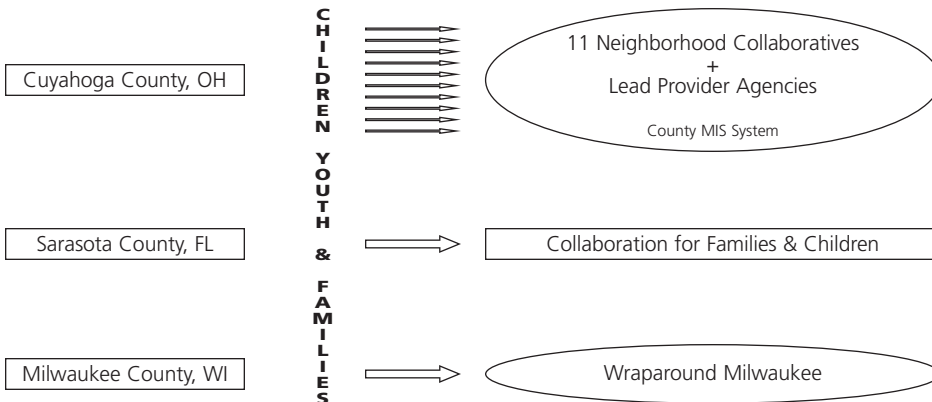 Cuyahoga County, OH
CHILDREN YOUTH & FAMILIES
11 Neighborhood Collaboratives
+
Lead Provider Agencies
County MIS System
Sarasota County, FL
Collaboration for Families & Children
Milwaukee County, WI
Wraparound Milwaukee